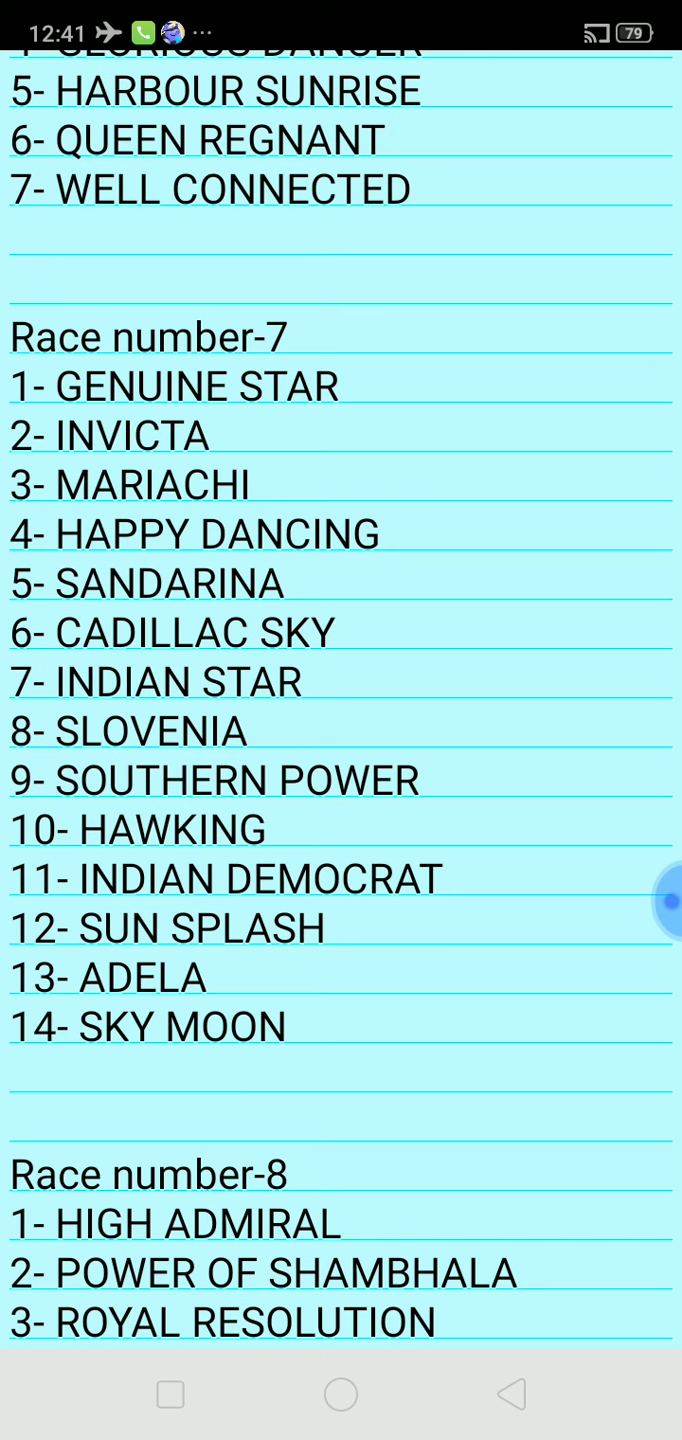 12:41
79
4- GLORIOUS DANCER
5- HARBOUR SUNRISE
6- QUEEN REGNANT
7- WELL CONNECTED
Race number-7
1- GENUINE STAR
2- INVICTA
3- MARIACHI
4- HAPPY DANCING
5- SANDARINA
6- CADILLAC SKY
7- INDIAN STAR
8- SLOVENIA
9- SOUTHERN POWER
10- HAWKING
11- INDIAN DEMOCRAT
12- SUN SPLASH
13- ADELA
14- SKY MOON
Race number-8
1- HIGH ADMIRAL
2- POWER OF SHAMBHALA
3- ROYAL RESOLUTION